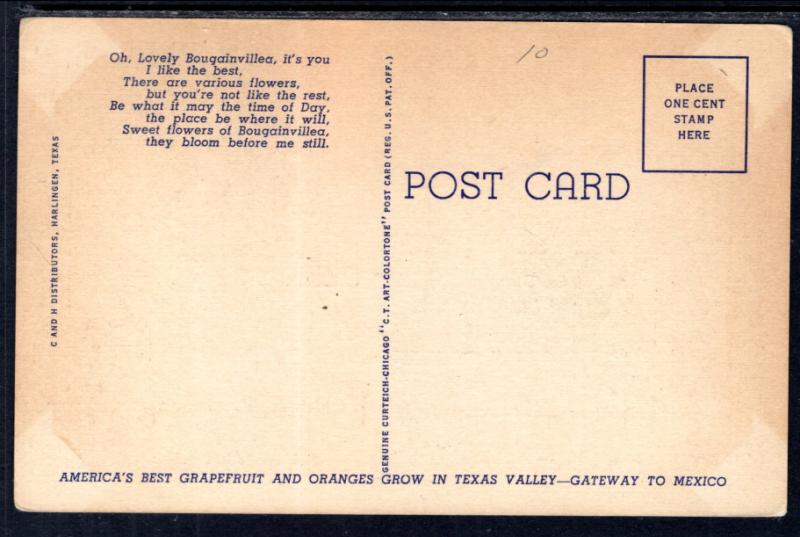 Oh, Lovely Bougainvillea, it's you
I like the best,
There are various flowers,
but you're not like the rest,
Be what it may the time of Day,
the place be where it will,
Sweet flowers of Bougainvillea,
they bloom before me still.
C AND H DISTRIBUTORS, HARLINGEN, TEXAS
GENUINE CURTEICH-CHICAGO "C.T. ART-COLORTONE" POST CARD (REG. U.S. PAT. OFF.)
10
PLACE
ONE CENT
STAMP
HERE
POST CARD
AMERICA'S BEST GRAPEFRUIT AND ORANGES GROW IN TEXAS VALLEY—GATEWAY TO MEXICO